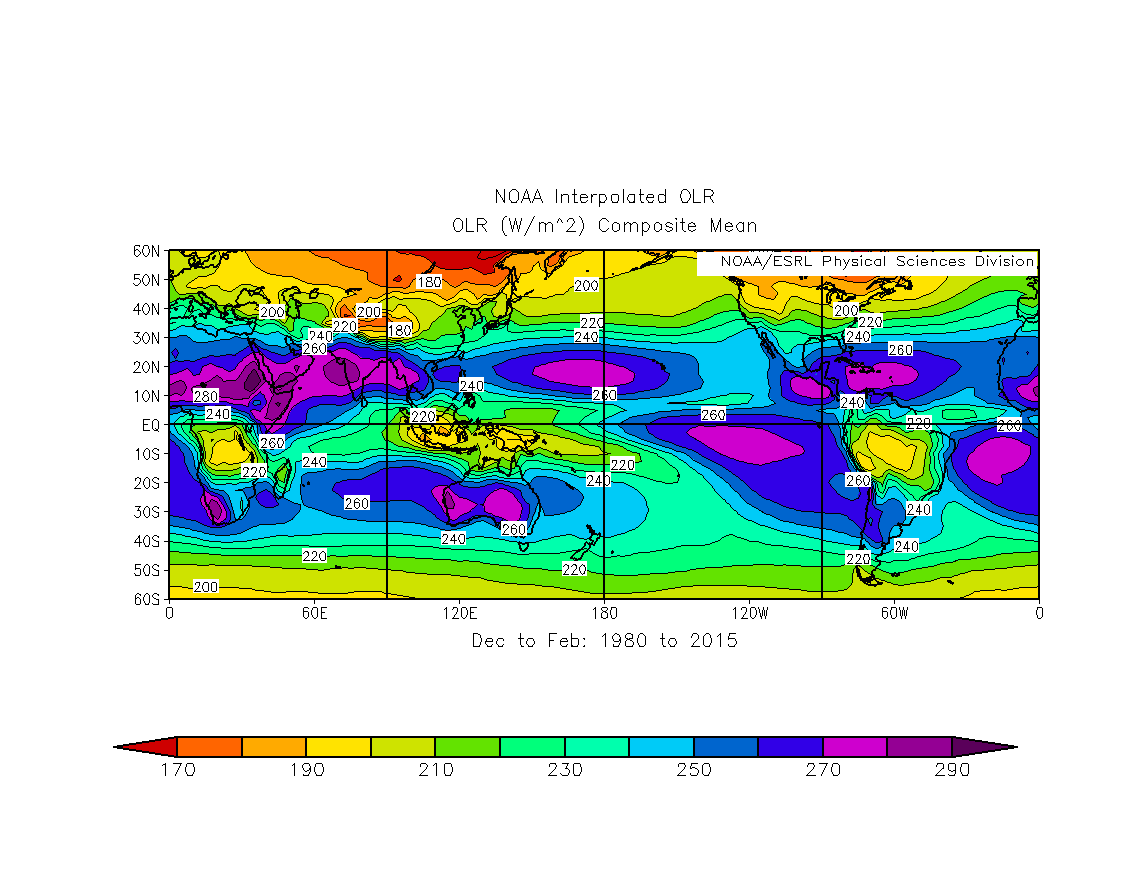 NOAA Interpolated OLR
OLR (W/m^2) Composite Mean
NOAA/ESRL Physical Sciences Division
60N
50N
40N
30N
20N
10N
EQ
10S
20S
30S
40S
50S
60S
180
200
200 200 200
220 220 220
180 240 240
240 260 260
260
280 240 260 240
240 220 260 220 260
260
220 240 220
240 260
260 240
240 260 240
220 220
220
200
0 60E 120E 180 120W 60W 0
Dec to Feb: 1980 to 2015
170 190 210 230 250 270 290